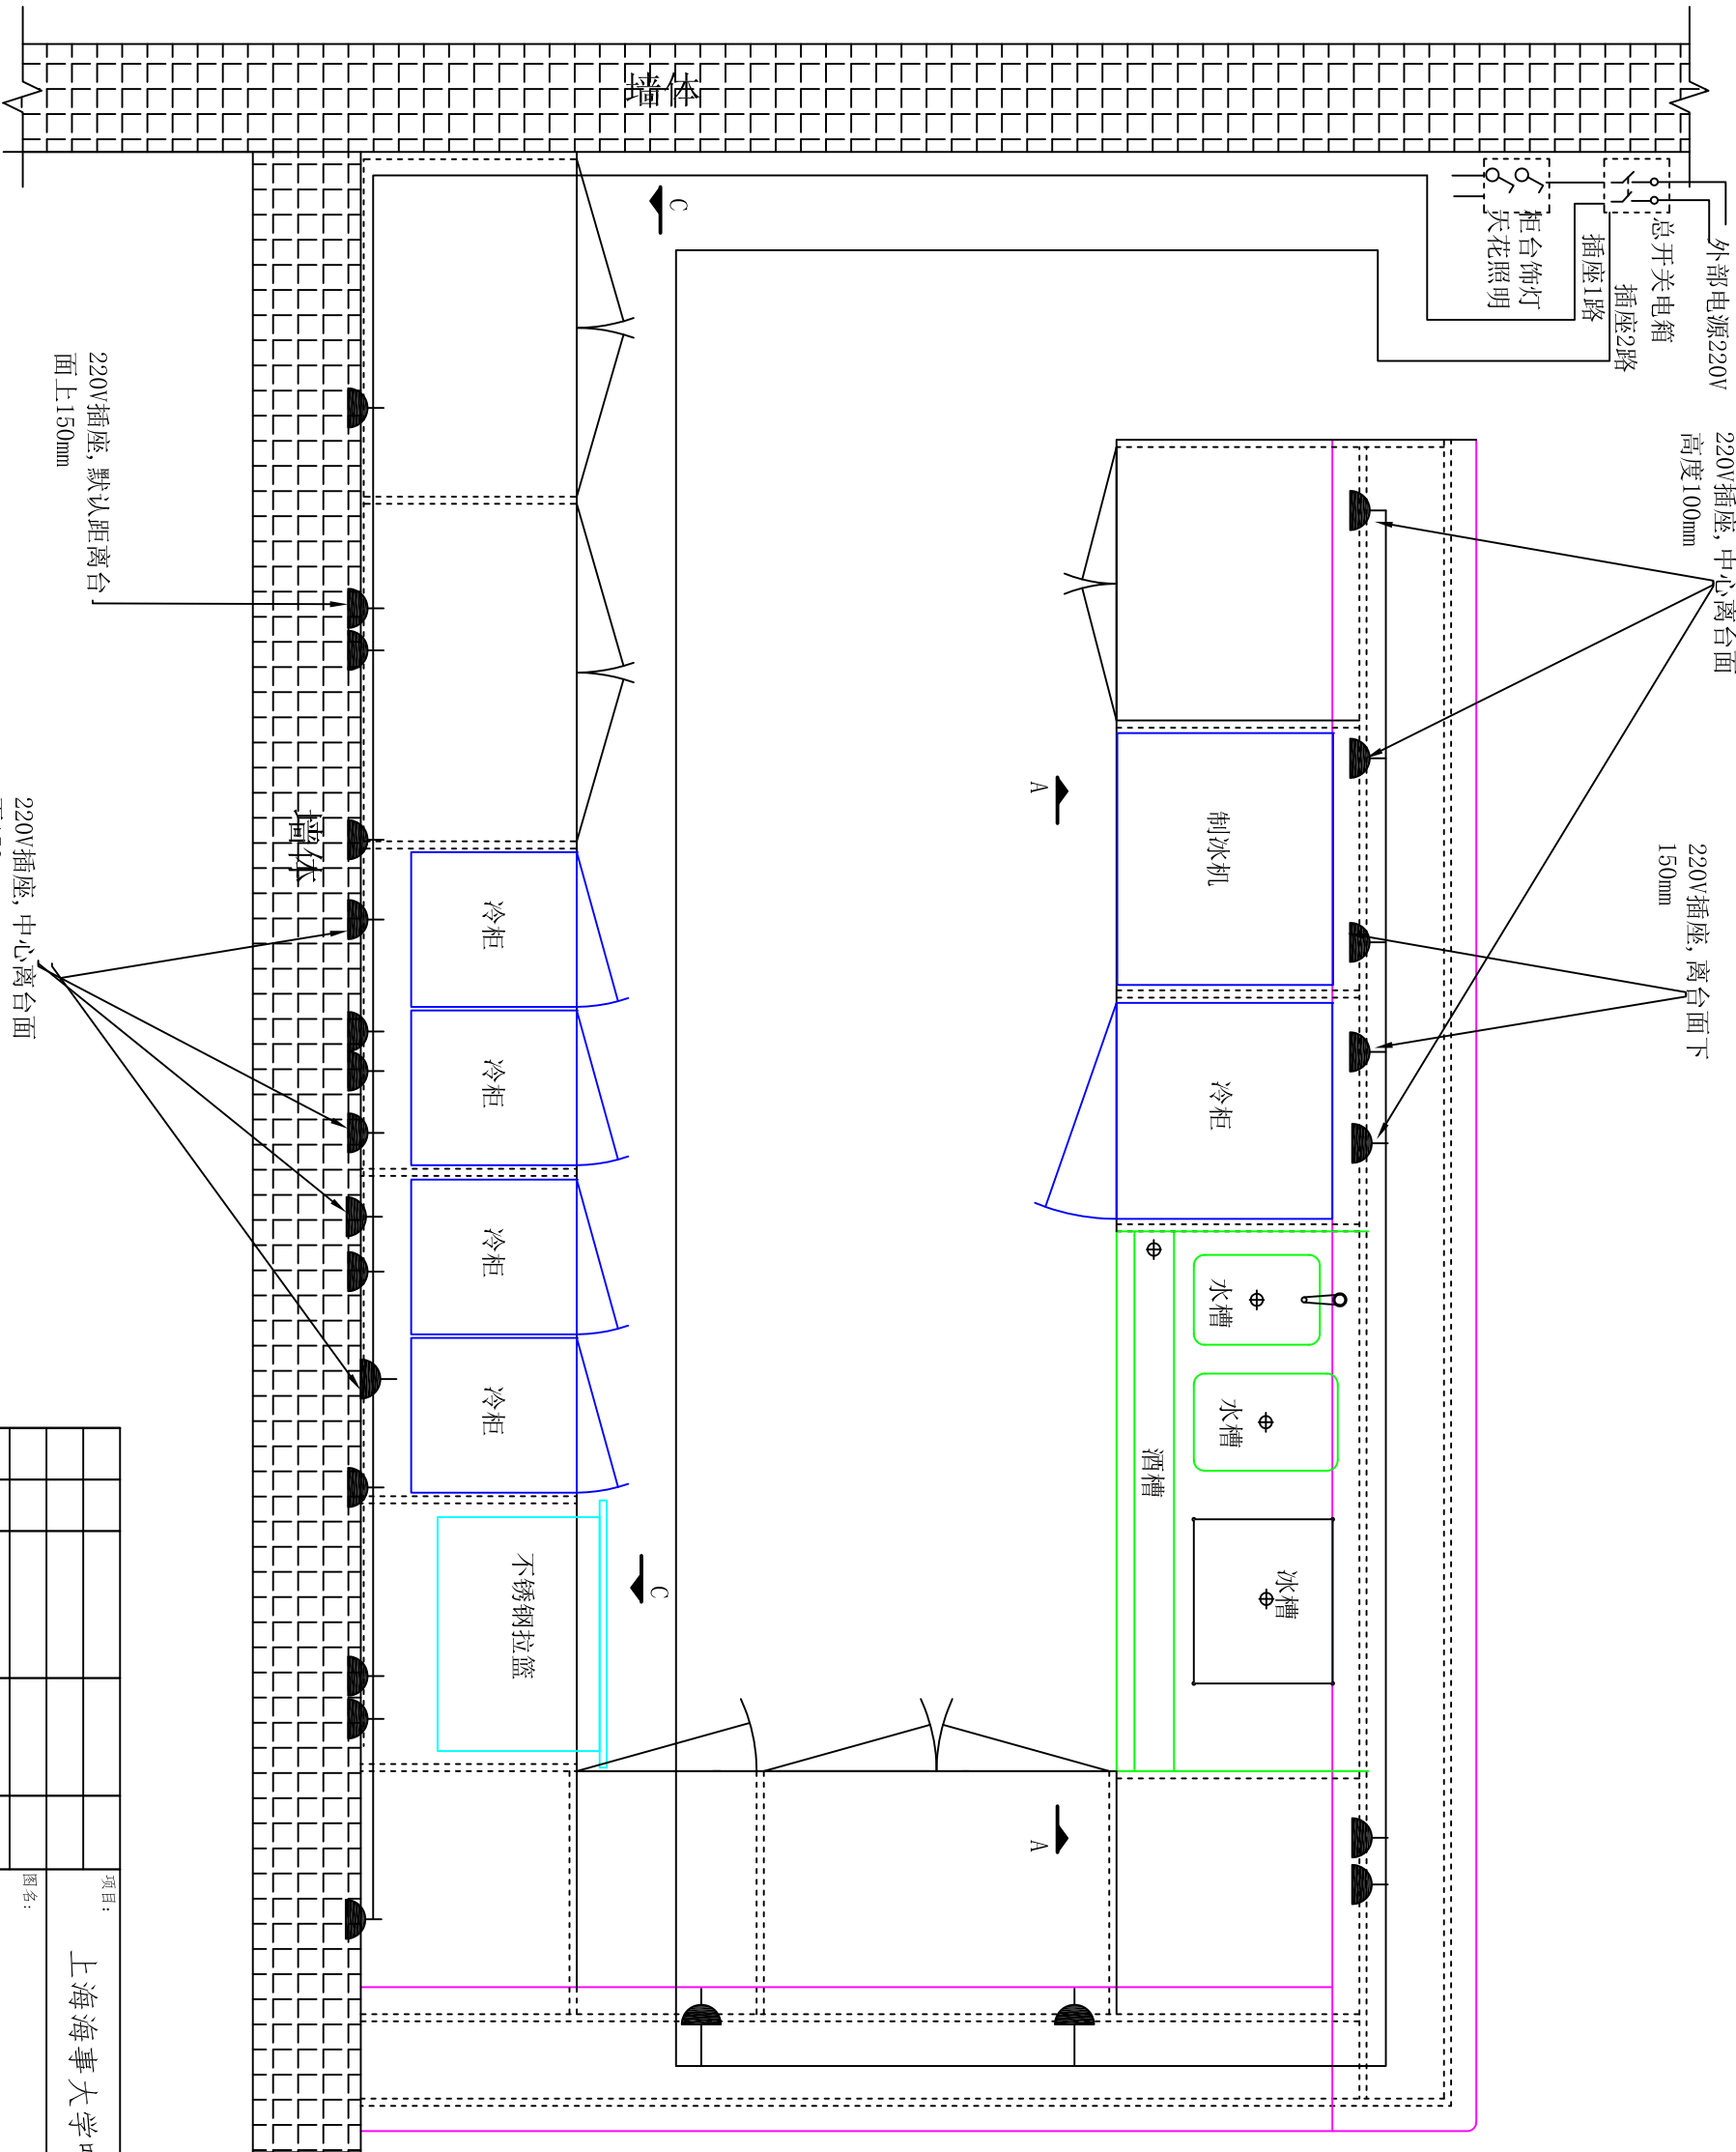 墙体
外部电源220V
总开关电箱
插座2路
插座1路
柜台饰灯
天花照明
220V插座, 中心离台面
高度100mm
220V插座, 离台面下
150mm
C
A
制冰机
冷柜
水槽
水槽
酒槽
冰槽
A
220V插座, 默认距离台
面上150mm
墙体
冷柜
冷柜
冷柜
冷柜
不锈钢拉篮
C
220V插座, 中心离台面
项目:
上海海事大学
图名: